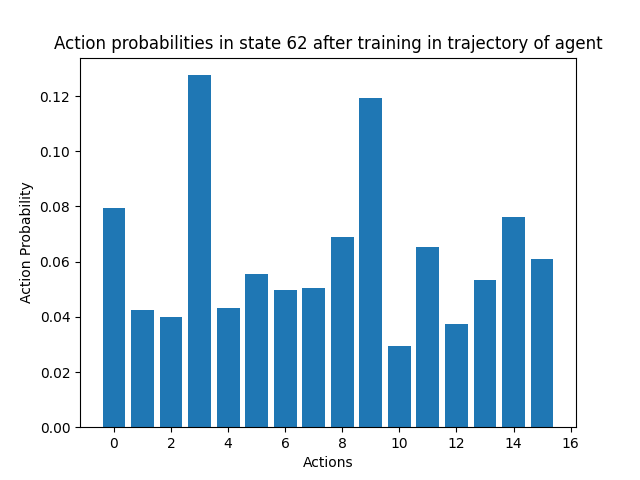 Action probabilities in state 62 after training in trajectory of agent
0.12
0.10
0.08
0.06
0.04
0.02
0.00
Action Probability
0 2 4 6 8 10 12 14 16
Actions